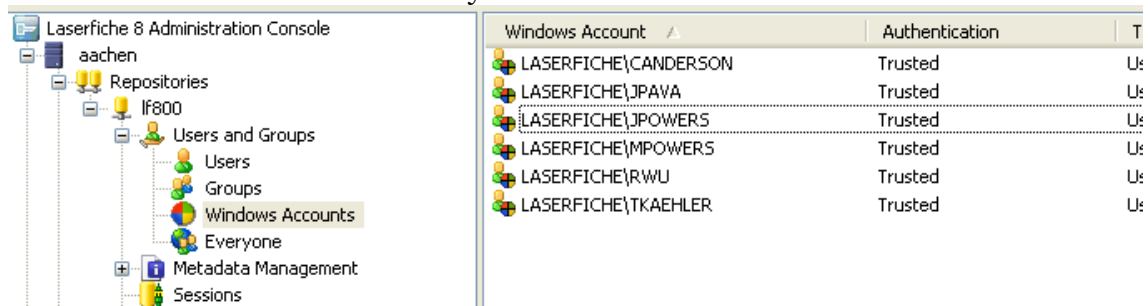 Laserfiche 8 Administration Console
aachen
Repositories
lf800
Users and Groups
Users
Groups
Windows Accounts
Everyone
Metadata Management
Sessions
Windows Account Authentication
LASERFICHE\CANDERSON Trusted
LASERFICHE\JPAVA Trusted
LASERFICHE\JPOWERS Trusted
LASERFICHE\MPOWERS Trusted
LASERFICHE\RWU Trusted
LASERFICHE\TKAEHLER Trusted